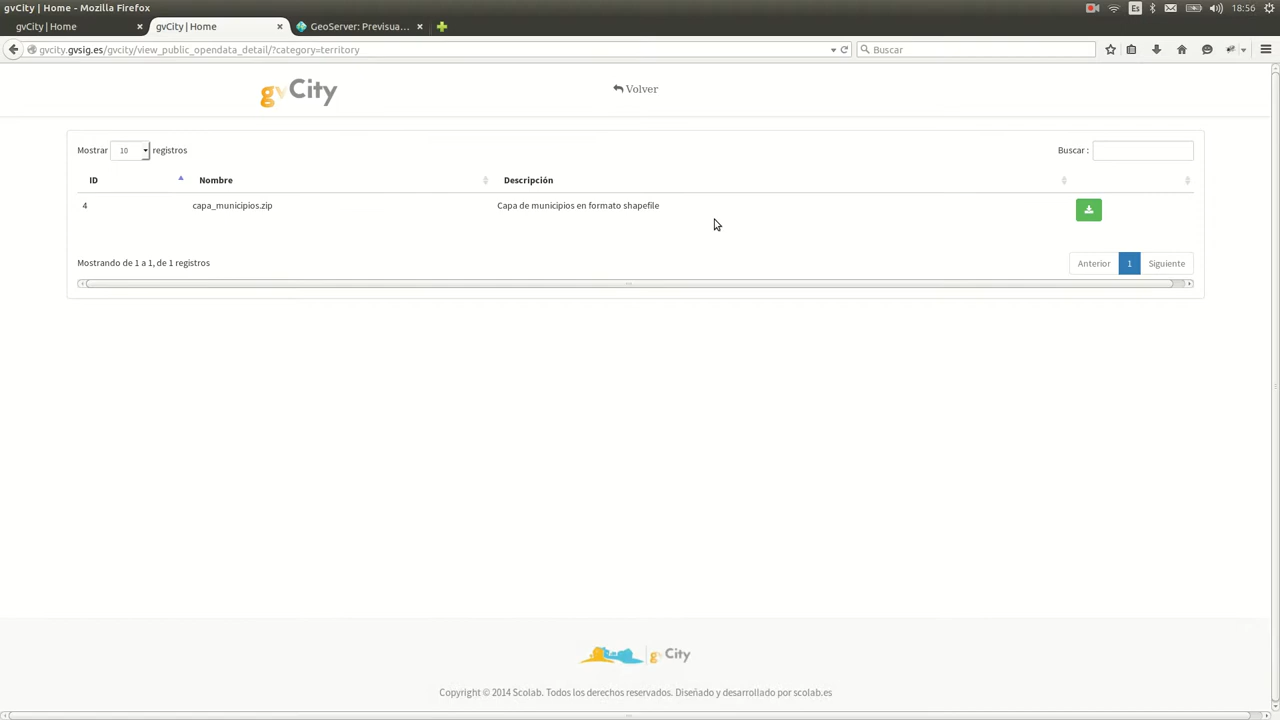 gvCity | Home - Mozilla Firefox
Es
18:56
gvCity | Home
gvCity | Home
GeoServer: Previsua...
gvcity.gvsig.es/gvcity/view_public_opendata_detail/?category=territory
Buscar
gvCity
Volver
Mostrar 10 registros
Buscar :
ID Nombre Descripción
4 capa_municipios.zip Capa de municipios en formato shapefile
Mostrando de 1 a 1, de 1 registros
Anterior 1 Siguiente
gvCity
Copyright © 2014 Scolab. Todos los derechos reservados. Diseñado y desarrollado por scolab.es